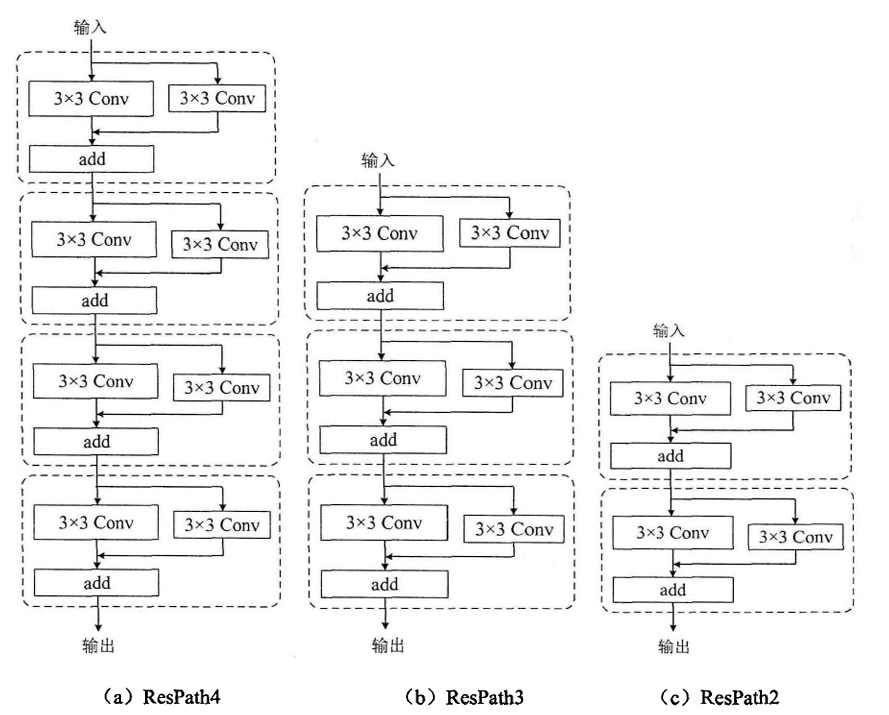 输入
3×3 Conv
3×3 Conv
add
3×3 Conv
3×3 Conv
add
3×3 Conv
3×3 Conv
add
3×3 Conv
3×3 Conv
add
输出
(a) ResPath4
输入
3×3 Conv
3×3 Conv
add
3×3 Conv
3×3 Conv
add
3×3 Conv
3×3 Conv
add
输出
(b) ResPath3
输入
3×3 Conv
3×3 Conv
add
3×3 Conv
3×3 Conv
add
输出
(c) ResPath2